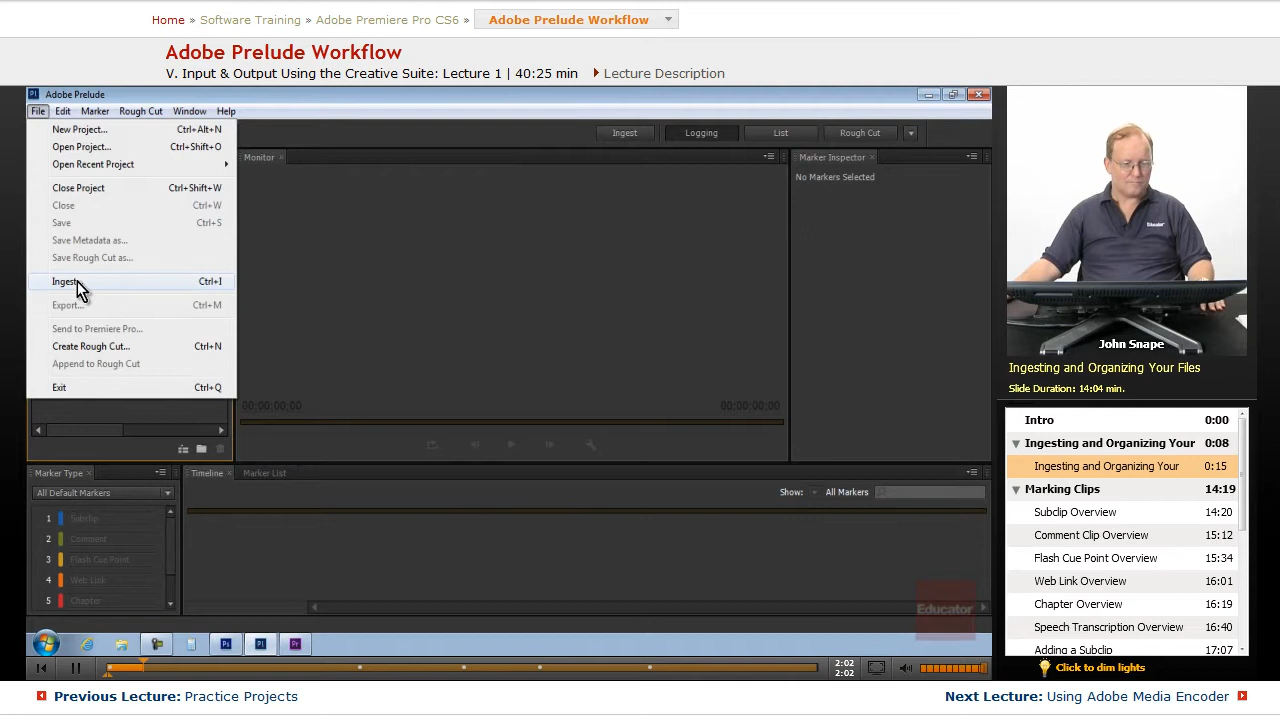 Home » Software Training » Adobe Premiere Pro CS6 » Adobe Prelude Workflow
Adobe Prelude Workflow
V. Input & Output Using the Creative Suite: Lecture 1 | 40:25 min Lecture Description
Pl Adobe Prelude
File Edit Marker Rough Cut Window Help
New Project... Ctrl+Alt+N
Open Project... Ctrl+Shift+O
Open Recent Project
Close Project Ctrl+Shift+W
Close Ctrl+W
Save Ctrl+S
Save Metadata as...
Save Rough Cut as...
Ingest Ctrl+I
Export... Ctrl+M
Send to Premiere Pro...
Create Rough Cut... Ctrl+N
Append to Rough Cut
Exit Ctrl+Q
Ingest Logging List Rough Cut
Monitor
Marker Inspector
No Markers Selected
00;00;00;00 00;00;00;00
Marker Type
All Default Markers
1 Subclip
2 Comment
3 Flash Cue Point
4 Web Link
5 Chapter
Timeline Marker List
Show: All Markers
Educator
Ps Pl Pr
2:02
2:02
Educator
John Snape
Ingesting and Organizing Your Files
Slide Duration: 14:04 min.
Intro 0:00
Ingesting and Organizing Your 0:08
Ingesting and Organizing Your 0:15
Marking Clips 14:19
Subclip Overview 14:20
Comment Clip Overview 15:12
Flash Cue Point Overview 15:34
Web Link Overview 16:01
Chapter Overview 16:19
Speech Transcription Overview 16:40
Adding a Subclip 17:07
Click to dim lights
Previous Lecture: Practice Projects
Next Lecture: Using Adobe Media Encoder